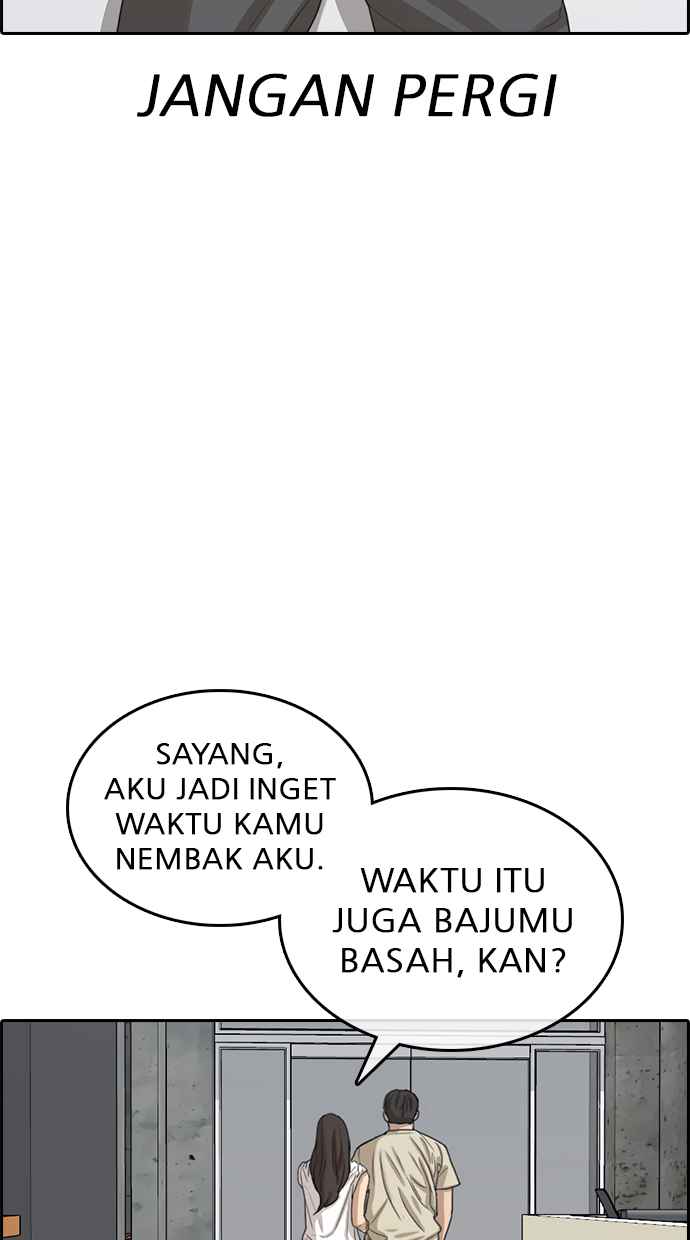 JANGAN PERGI
SAYANG,
AKU JADI INGET
WAKTU KAMU
NEMBAK AKU.
WAKTU ITU
JUGA BAJUMU
BASAH, KAN?